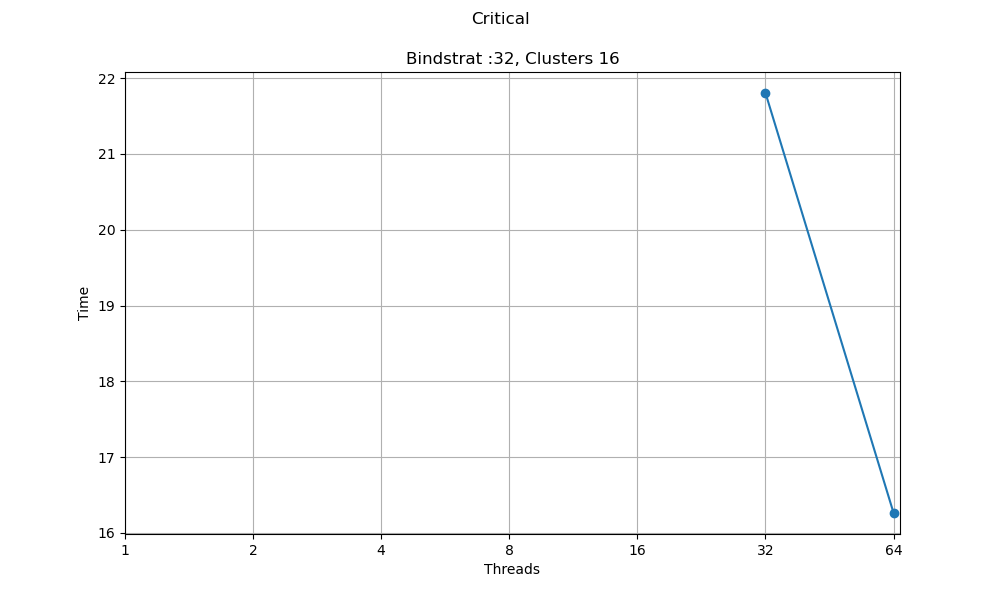 Critical
Bindstrat :32, Clusters 16
22
21
20
19
18
17
16
Time
1 2 4 8 16 32 64
Threads